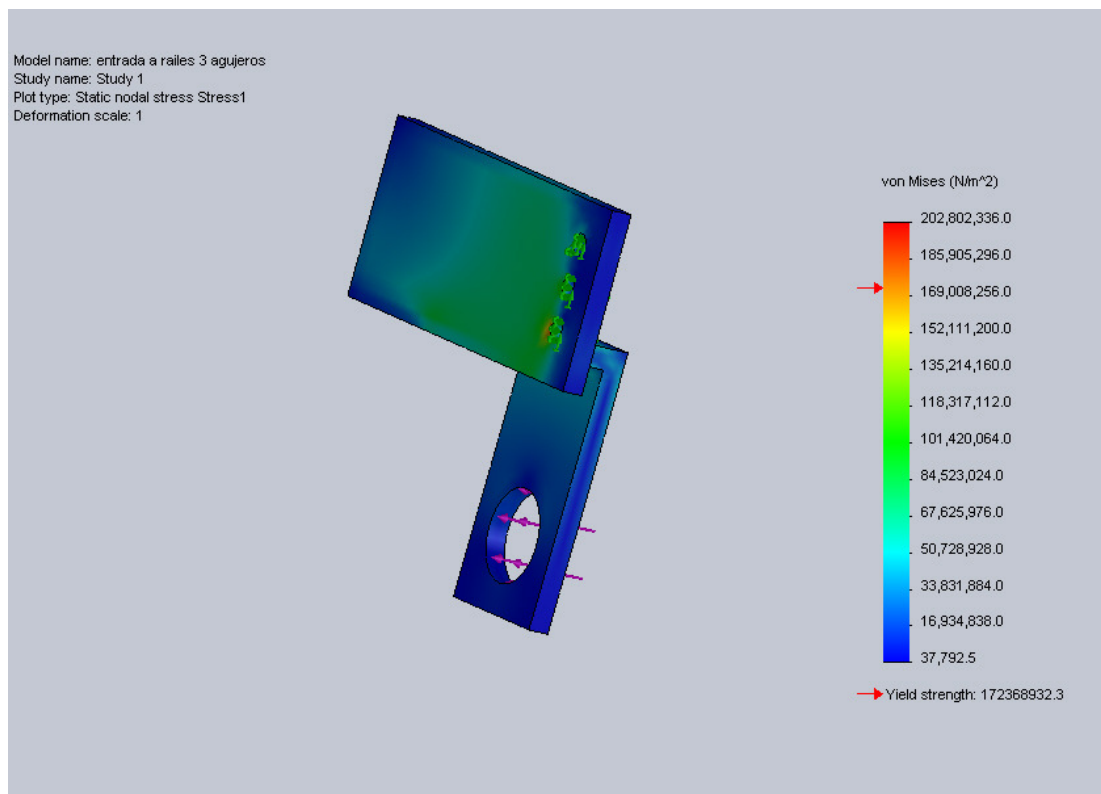 Model name: entrada a railes 3 agujeros
Study name: Study 1
Plot type: Static nodal stress Stress1
Deformation scale: 1
von Mises (N/m^2)
202,802,336.0
185,905,296.0
169,008,256.0
152,111,200.0
135,214,160.0
118,317,112.0
101,420,064.0
84,523,024.0
67,625,976.0
50,728,928.0
33,831,884.0
16,934,838.0
37,792.5
Yield strength: 172368932.3